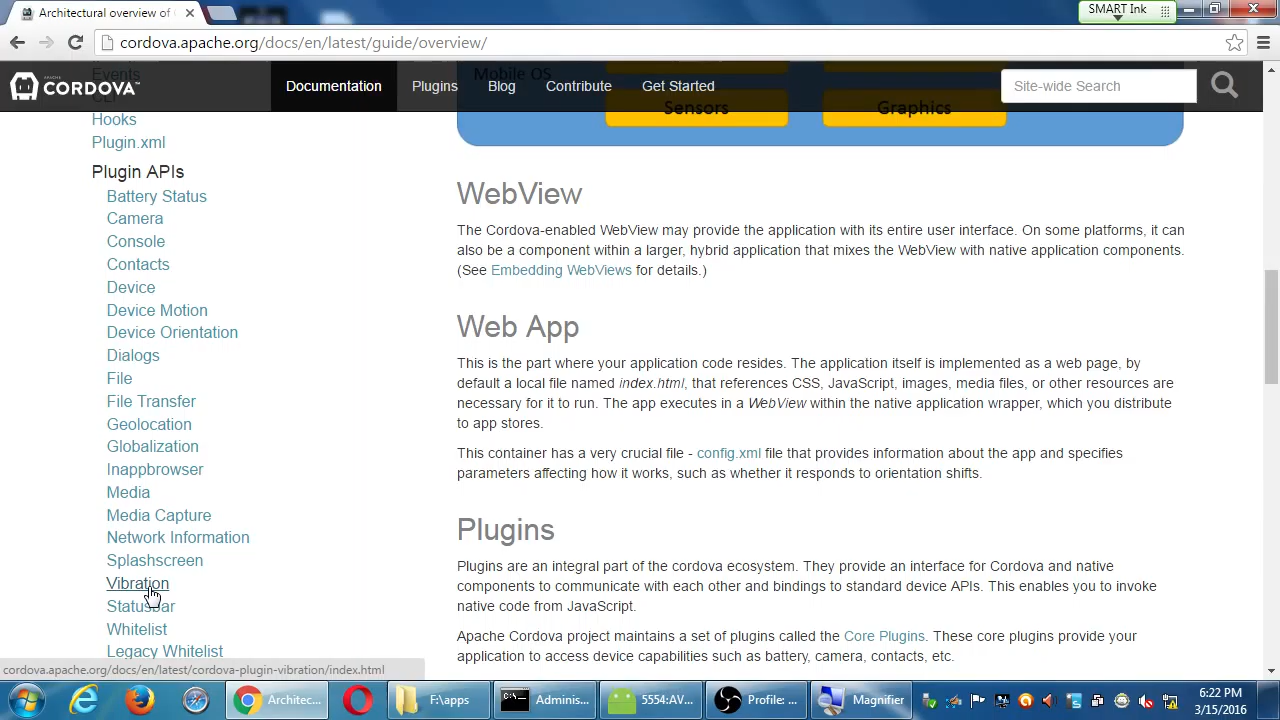 Architectural overview of
SMART Ink
cordova.apache.org/docs/en/latest/guide/overview/
APACHE
CORDOVA
Documentation
Plugins
Blog
Contribute
Get Started
Site-wide Search
Events
CLI
Hooks
Plugin.xml
Plugin APIs
Battery Status
Camera
Console
Contacts
Device
Device Motion
Device Orientation
Dialogs
File
File Transfer
Geolocation
Globalization
Inappbrowser
Media
Media Capture
Network Information
Splashscreen
Vibration
Statusbar
Whitelist
Legacy Whitelist
Mobile OS
Sensors
Graphics
WebView
The Cordova-enabled WebView may provide the application with its entire user interface. On some platforms, it can
also be a component within a larger, hybrid application that mixes the WebView with native application components.
(See Embedding WebViews for details.)
Web App
This is the part where your application code resides. The application itself is implemented as a web page, by
default a local file named index.html, that references CSS, JavaScript, images, media files, or other resources are
necessary for it to run. The app executes in a WebView within the native application wrapper, which you distribute
to app stores.
This container has a very crucial file - config.xml file that provides information about the app and specifies
parameters affecting how it works, such as whether it responds to orientation shifts.
Plugins
Plugins are an integral part of the cordova ecosystem. They provide an interface for Cordova and native
components to communicate with each other and bindings to standard device APIs. This enables you to invoke
native code from JavaScript.
Apache Cordova project maintains a set of plugins called the Core Plugins. These core plugins provide your
application to access device capabilities such as battery, camera, contacts, etc.
cordova.apache.org/docs/en/latest/cordova-plugin-vibration/index.html
Architec...
F:\apps
Adminis...
5554:AV...
Profile: ...
Magnifier
6:22 PM
3/15/2016